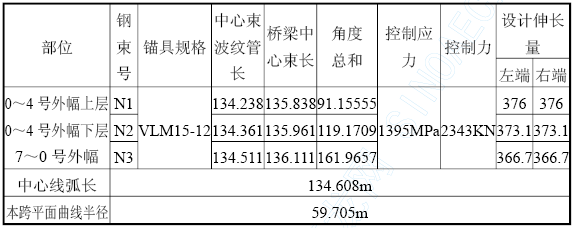 部位 钢束号 锚具规格 中心束波纹管长 桥梁中心束长 角度总和 控制应力 控制力 设计伸长量
左端 右端
0～4 号外幅上层 N1 134.238 135.838 91.15555 376 376
0～4 号外幅下层 N2 VLM15-12 134.361 135.961 119.1709 1395MPa 2343KN 373.1 373.1
7～0 号外幅 N3 134.511 136.111 161.9657 366.7 366.7
中心线弧长 134.608m
本跨平面曲线半径 59.705m